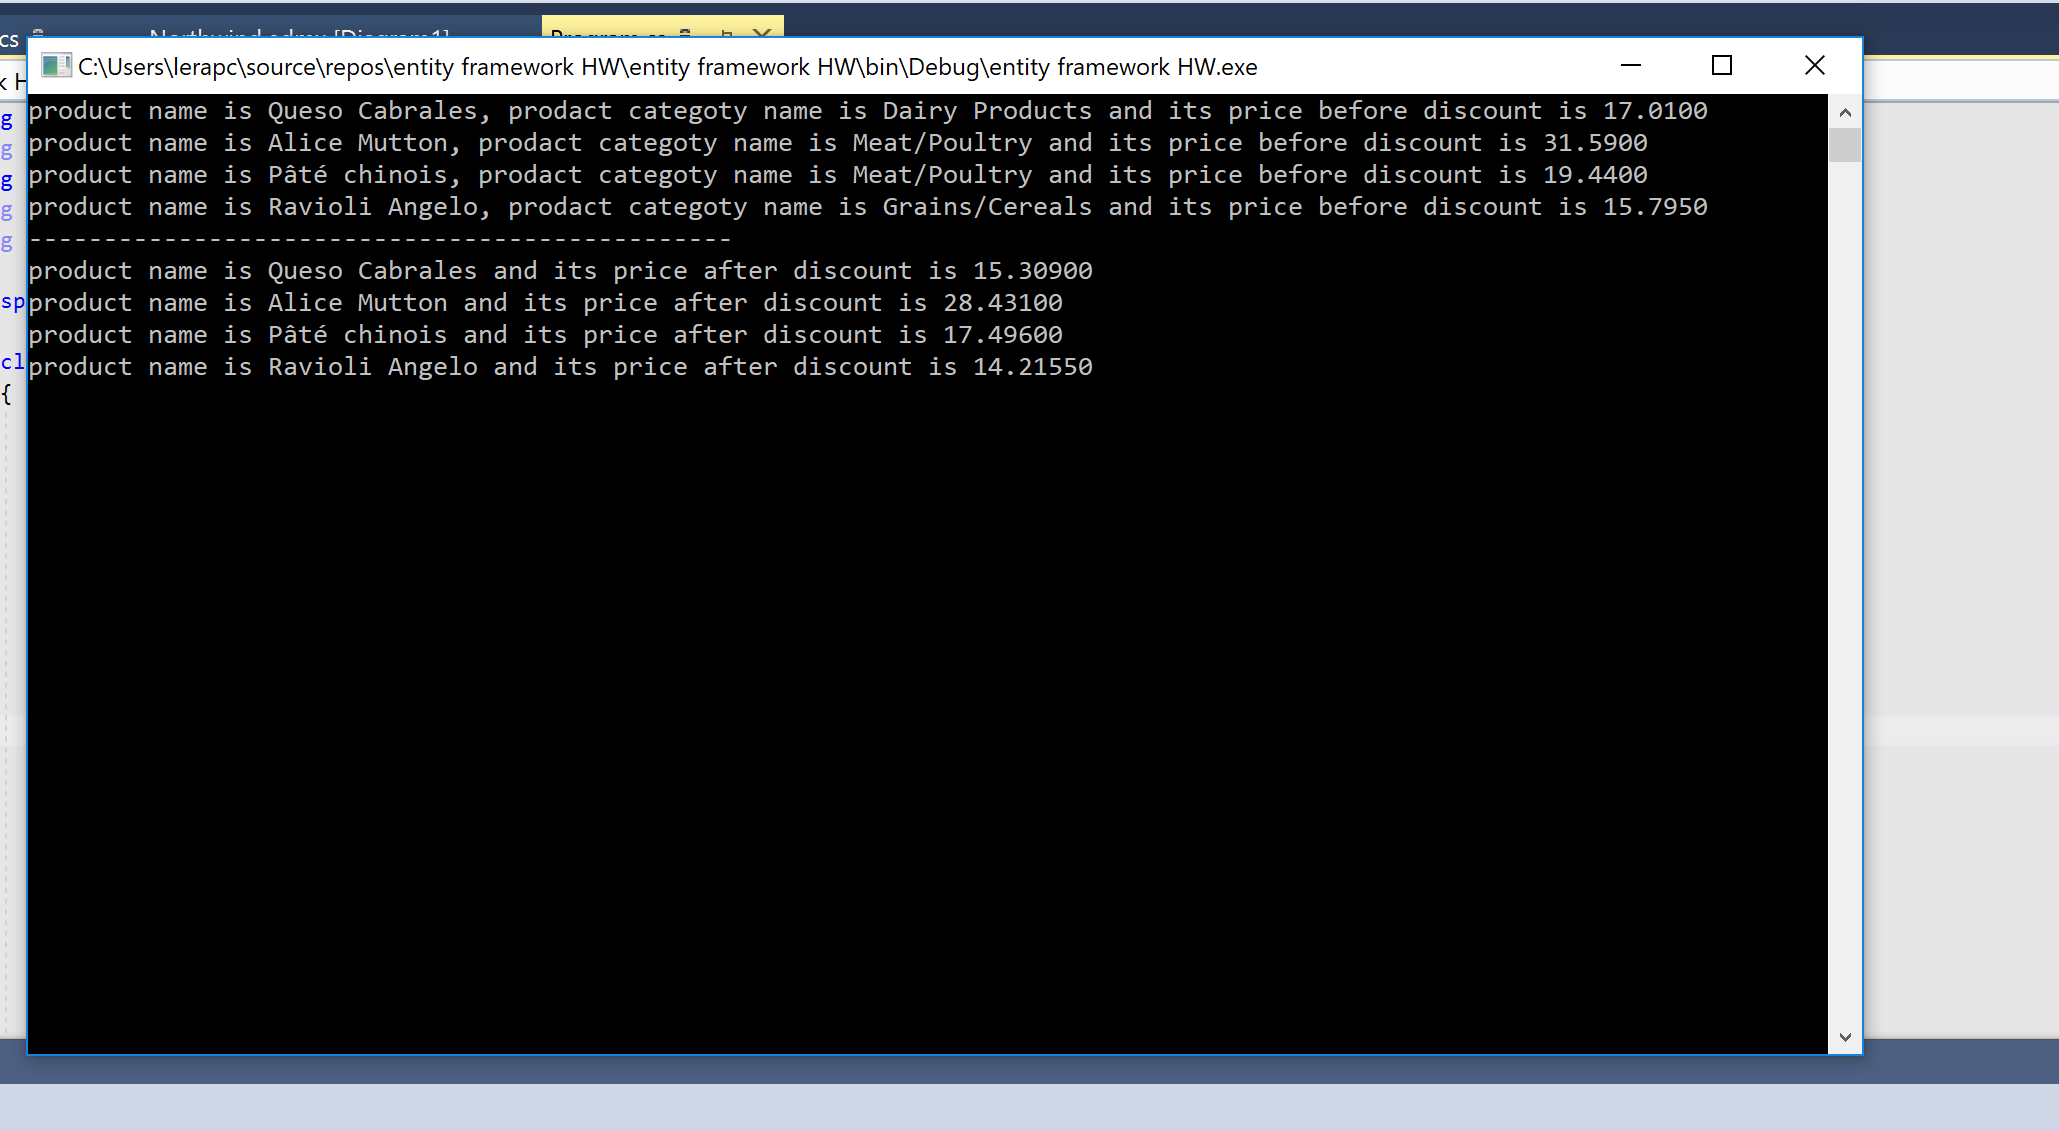 cs
C:\Users\lerapc\source\repos\entity framework HW\entity framework HW\bin\Debug\entity framework HW.exe
k H
product name is Queso Cabrales, prodact categoty name is Dairy Products and its price before discount is 17.0100
product name is Alice Mutton, prodact categoty name is Meat/Poultry and its price before discount is 31.5900
product name is Pâté chinois, prodact categoty name is Meat/Poultry and its price before discount is 19.4400
product name is Ravioli Angelo, prodact categoty name is Grains/Cereals and its price before discount is 15.7950
-----------------------------------------------
product name is Queso Cabrales and its price after discount is 15.30900
product name is Alice Mutton and its price after discount is 28.43100
product name is Pâté chinois and its price after discount is 17.49600
product name is Ravioli Angelo and its price after discount is 14.21550
g
g
g
g
g
sp
cl
{